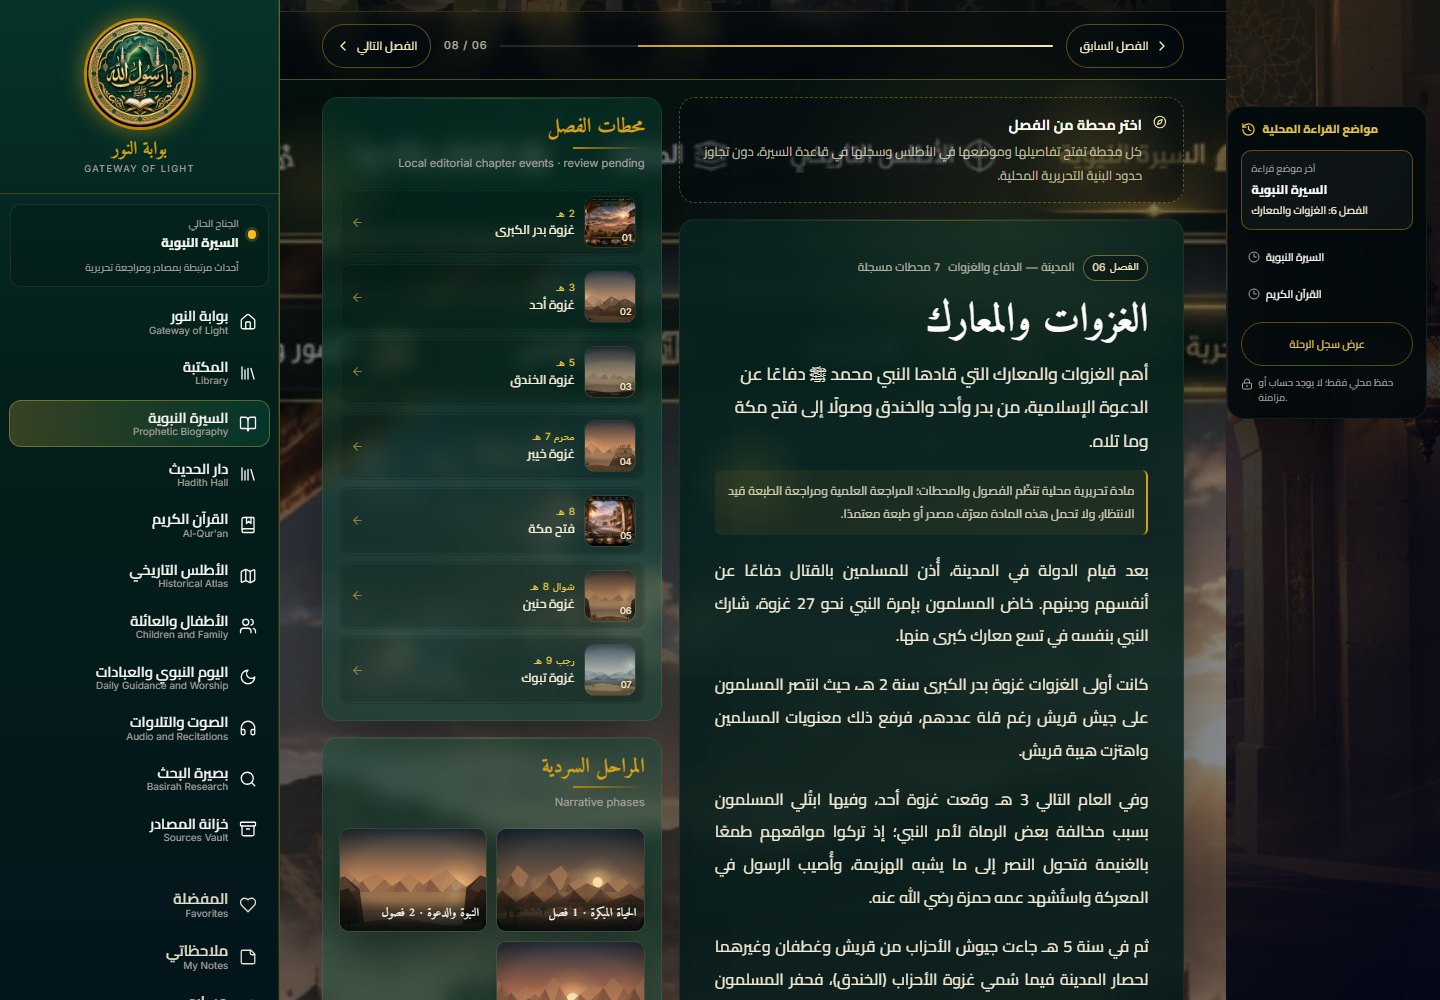 يا رسول الله
بوابة النور
GATEWAY OF LIGHT
الجناح الحالي
السيرة النبوية
أحداث مرتبطة بمصادر ومراجعة تحريرية
بوابة النور
Gateway of Light
المكتبة
Library
السيرة النبوية
Prophetic Biography
دار الحديث
Hadith Hall
القرآن الكريم
Al-Qur'an
الأطلس التاريخي
Historical Atlas
الأطفال والعائلة
Children and Family
اليوم النبوي والعبادات
Daily Guidance and Worship
الصوت والتلاوات
Audio and Recitations
بصيرة البحث
Basirah Research
خزانة المصادر
Sources Vault
المفضلة
Favorites
ملاحظاتي
My Notes
الفصل السابق
08 / 06
الفصل التالي
اختر محطة من الفصل
كل محطة تفتح تفاصيلها وموضعها في الأطلس وسجلها في قاعدة السيرة، دون تجاوز
حدود البنية التحريرية المحلية.
الفصل 06
المدينة — الدفاع والغزوات
7 محطات مسجلة
الغزوات والمعارك
أهم الغزوات والمعارك التي قادها النبي محمد ﷺ دفاعًا عن
الدعوة الإسلامية، من بدر وأحد والخندق وصولًا إلى فتح مكة
وما تلاه.
مادة تحريرية محلية تنظّم الفصول والمحطات؛ المراجعة العلمية ومراجعة الطبعة قيد
الانتظار، ولا تحمل هذه المادة معرّف مصدر أو طبعة معتمدًا.
بعد قيام الدولة في المدينة، أُذن للمسلمين بالقتال دفاعًا عن
أنفسهم ودينهم. خاض المسلمون بإمرة النبي نحو 27 غزوة، شارك
النبي بنفسه في تسع معارك كبرى منها.
كانت أولى الغزوات غزوة بدر الكبرى سنة 2 هـ، حيث انتصر المسلمون
على جيش قريش رغم قلة عددهم، فرفع ذلك معنويات المسلمين
واهتزت هيبة قريش.
وفي العام التالي 3 هـ وقعت غزوة أحد، وفيها ابتُلي المسلمون
بسبب مخالفة بعض الرماة لأمر النبي؛ إذ تركوا مواقعهم طمعًا
بالغنيمة فتحول النصر إلى ما يشبه الهزيمة، وأُصيب الرسول في
المعركة واستُشهد عمه حمزة رضي الله عنه.
ثم في سنة 5 هـ جاءت جيوش الأحزاب من قريش وغطفان وغيرهما
لحصار المدينة فيما سُمي غزوة الأحزاب (الخندق)، فحفر المسلمون
محطات الفصل
Local editorial chapter events · review pending
2 هـ
غزوة بدر الكبرى
01
3 هـ
غزوة أحد
02
5 هـ
غزوة الخندق
03
محرم 7 هـ
غزوة خيبر
04
8 هـ
فتح مكة
05
شوال 8 هـ
غزوة حنين
06
رجب 9 هـ
غزوة تبوك
07
المراحل السردية
Narrative phases
الحياة المبكرة · 1 فصل
النبوة والدعوة · 2 فصول
مواضع القراءة المحلية
آخر موضع قراءة
السيرة النبوية
الفصل 6: الغزوات والمعارك
السيرة النبوية
القرآن الكريم
عرض سجل الرحلة
حفظ محلي فقط؛ لا يوجد حساب أو
مزامنة.